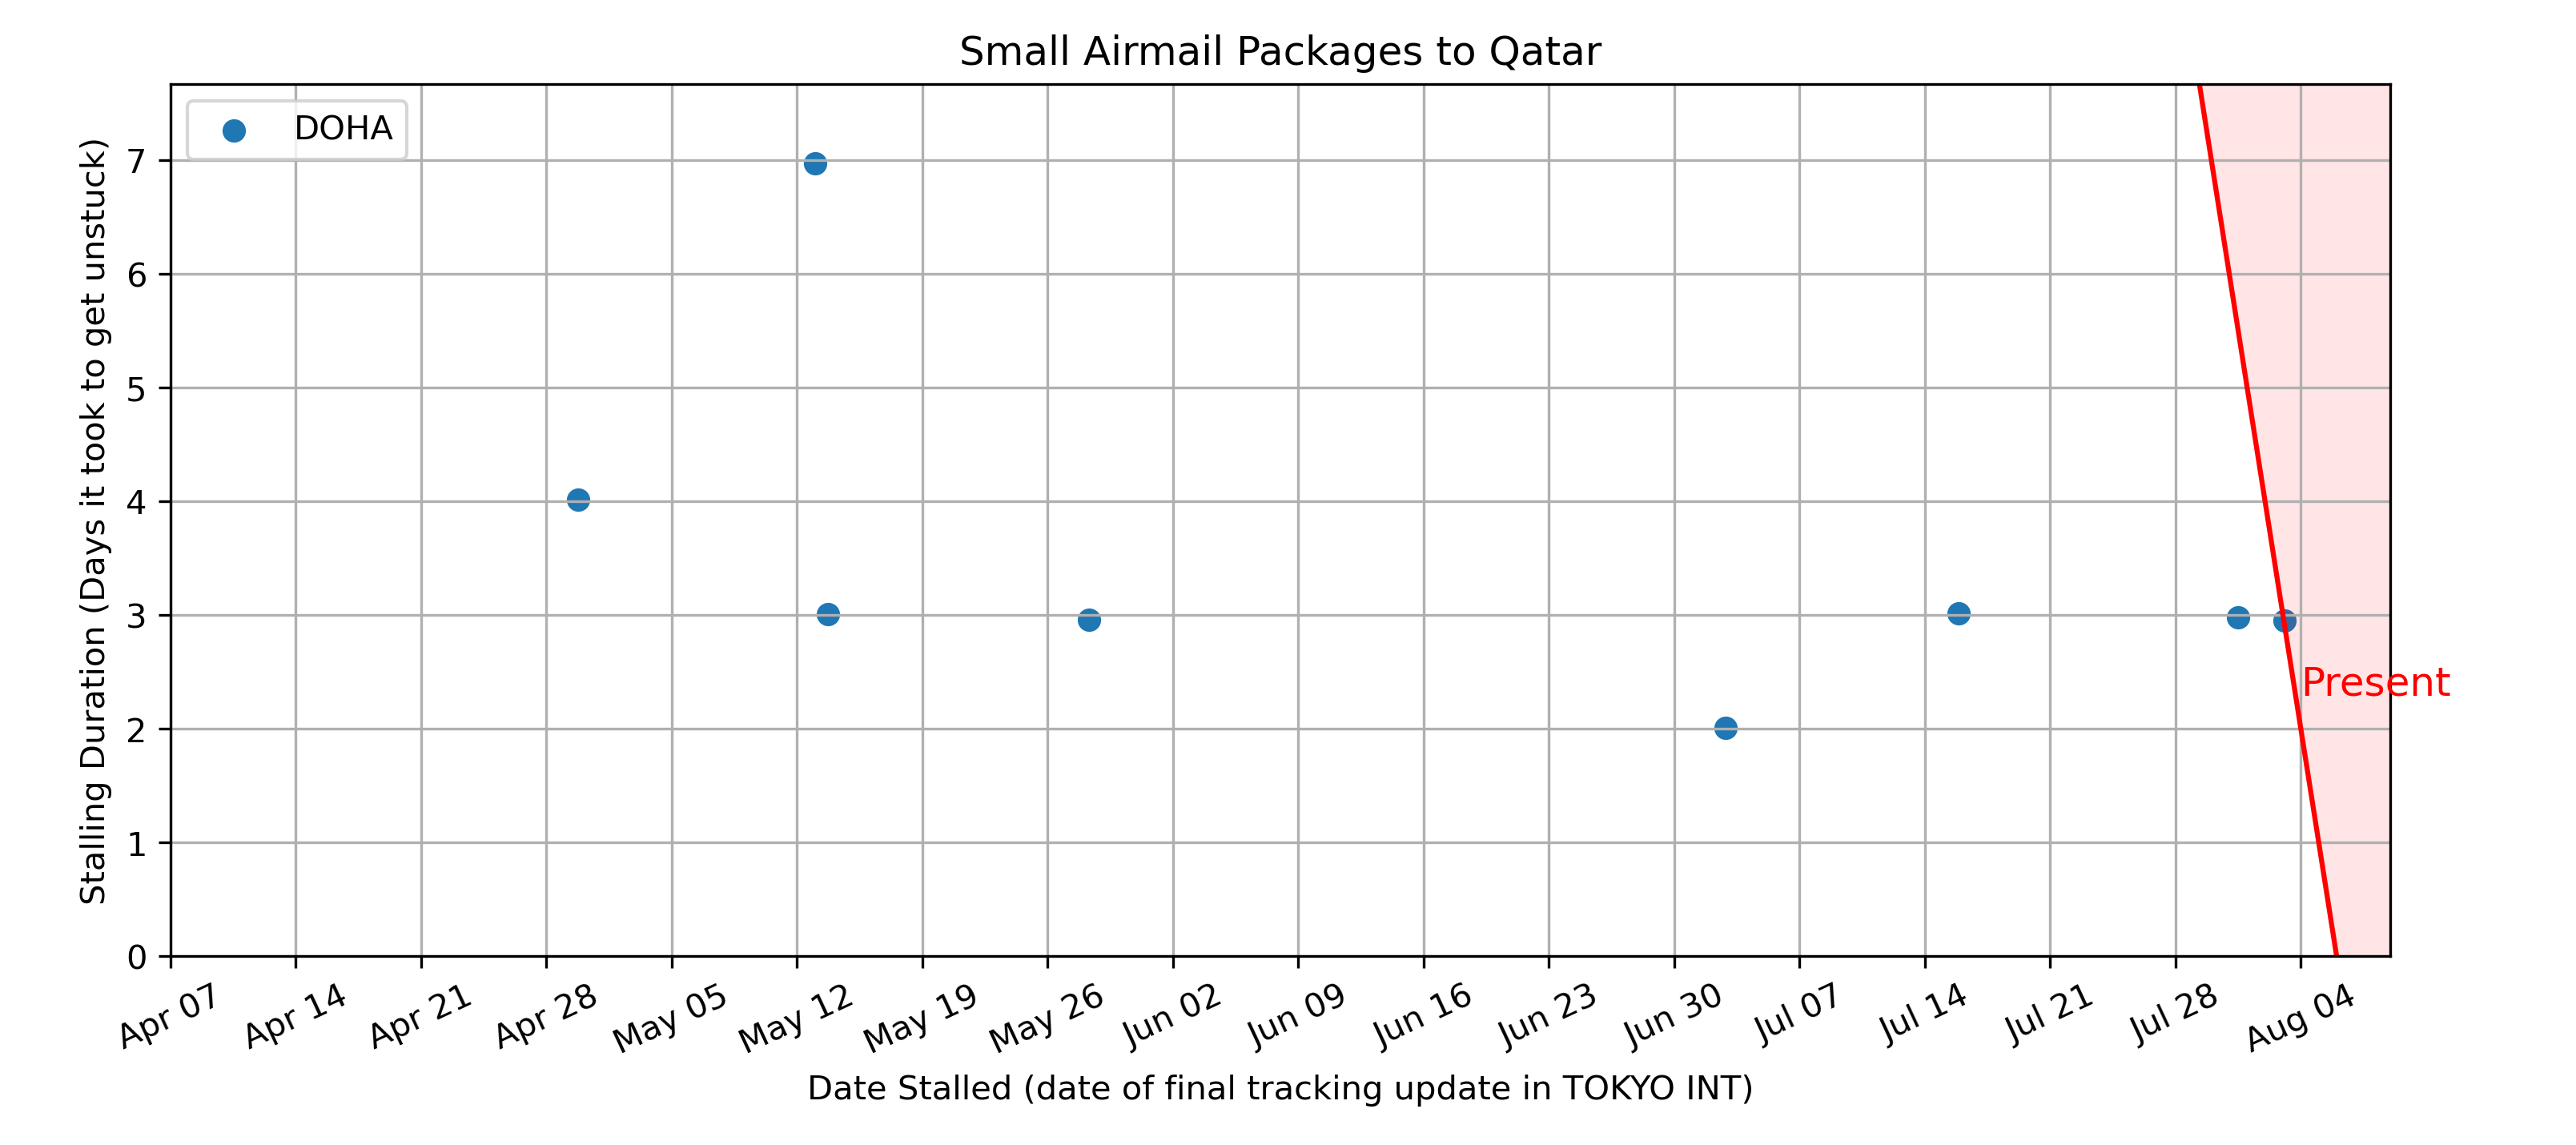 Small Airmail Packages to Qatar
DOHA
Stalling Duration (Days it took to get unstuck)
7
6
5
4
3
2
1
0
Present
Apr 07
Apr 14
Apr 21
Apr 28
May 05
May 12
May 19
May 26
Jun 02
Jun 09
Jun 16
Jun 23
Jun 30
Jul 07
Jul 14
Jul 21
Jul 28
Aug 04
Date Stalled (date of final tracking update in TOKYO INT)